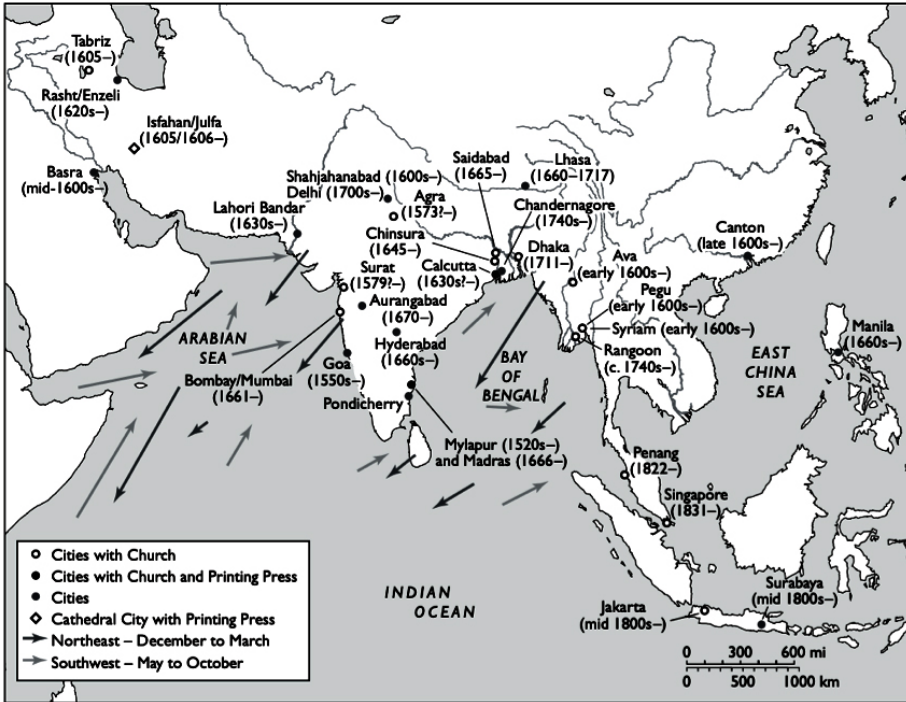 Tabriz
(1605–)
Rasht/Enzeli
(1620s–)
Isfahan/Julfa
(1605/1606–)
Basra
(mid-1600s–)
Shahjahanabad (1600s–)
Delhi (1700s–)
Agra
(1573?–)
Lahori Bandar
(1630s–)
Saidabad
(1665–)
Lhasa
(1660–1717)
Chandernagore
(1740s–)
Chinsura
(1645–)
Dhaka
(1711–)
Calcutta
(1630s?–)
Canton
(late 1600s–)
Ava
(early 1600s–)
Pegu
(early 1600s–)
Syriam (early 1600s–)
Rangoon
(c. 1740s–)
Surat
(1579?–)
Aurangabad
(1670–)
Hyderabad
(1660s–)
Goa
(1550s–)
Bombay/Mumbai
(1661–)
Pondicherry
Mylapur (1520s–)
and Madras (1666–)
Manila
(1660s–)
ARABIAN
SEA
BAY
OF
BENGAL
EAST
CHINA
SEA
Penang
(1822–)
Singapore
(1831–)
INDIAN
OCEAN
Jakarta
(mid 1800s–)
Surabaya
(mid 1800s–)
Cities with Church
Cities with Church and Printing Press
Cities
Cathedral City with Printing Press
Northeast – December to March
Southwest – May to October
0 300 600 mi
0 500 1000 km